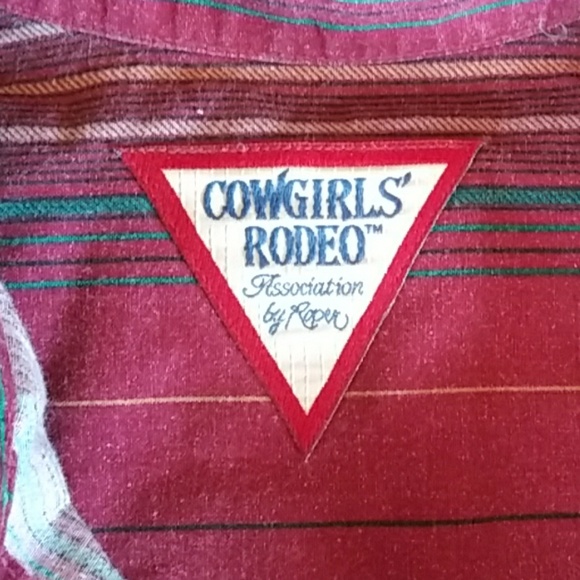 COWGIRLS'
RODEO™
Association
by Roper